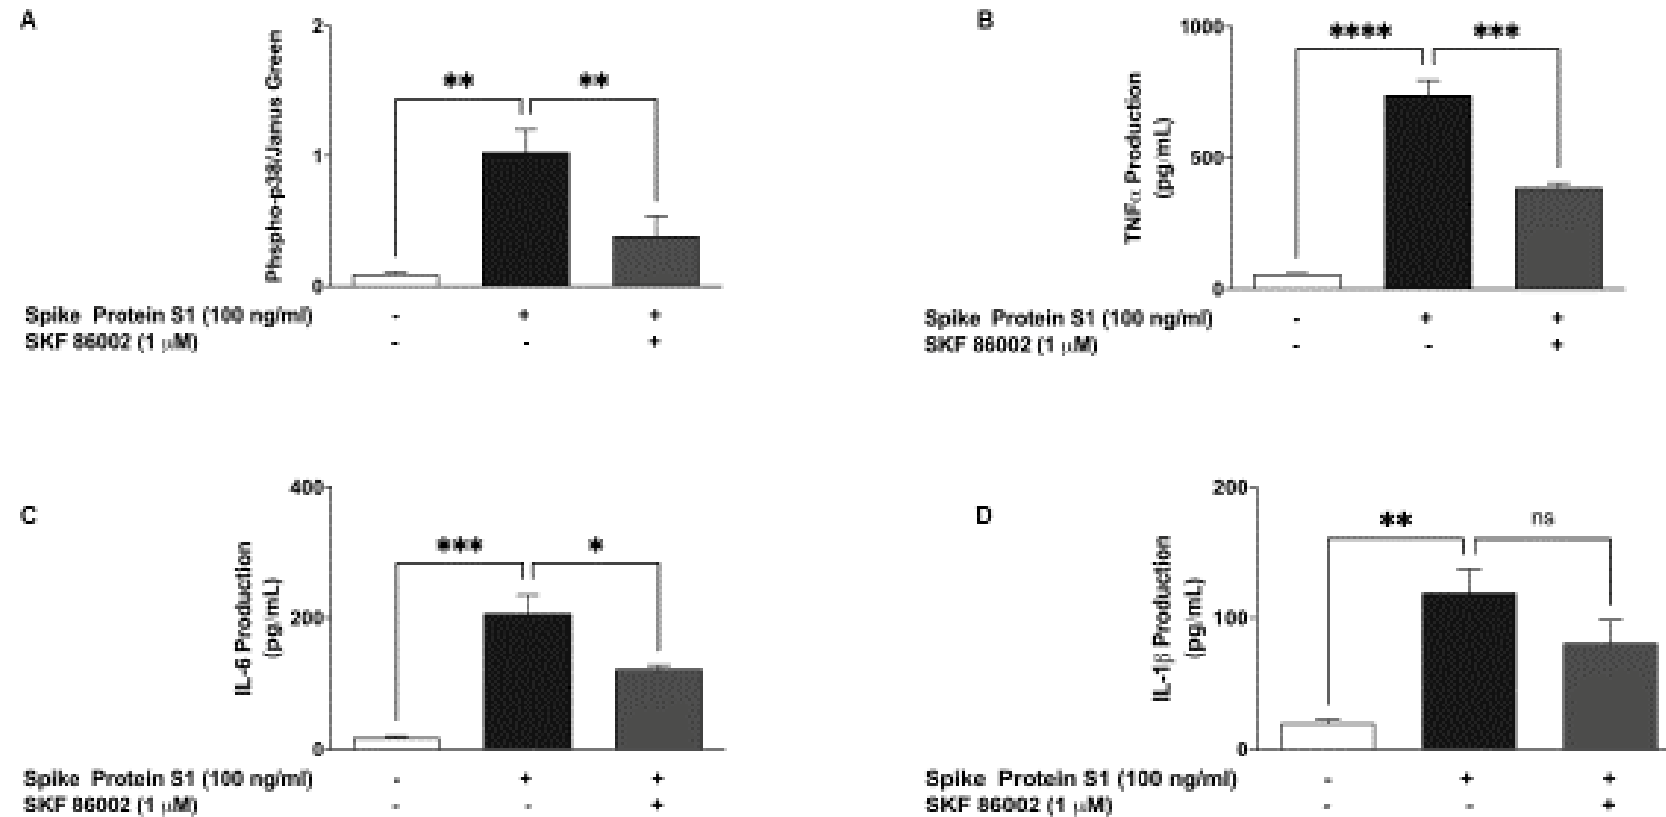 A
B
2
1
0
Phspho-p38/Janus Green
** **
Spike Protein S1 (100 ng/ml) - + +
SKF 86002 (1 μM) - - +
1000
500
0
TNFα Production
(pg/mL)
**** ***
Spike Protein S1 (100 ng/ml) - + +
SKF 86002 (1 μM) - - +
C
D
400
200
0
IL-6 Production
(pg/mL)
*** *
Spike Protein S1 (100 ng/ml) - + +
SKF 86002 (1 μM) - - +
200
100
0
IL-1β Production
(pg/mL)
** ns
Spike Protein S1 (100 ng/ml) - + +
SKF 86002 (1 μM) - - +